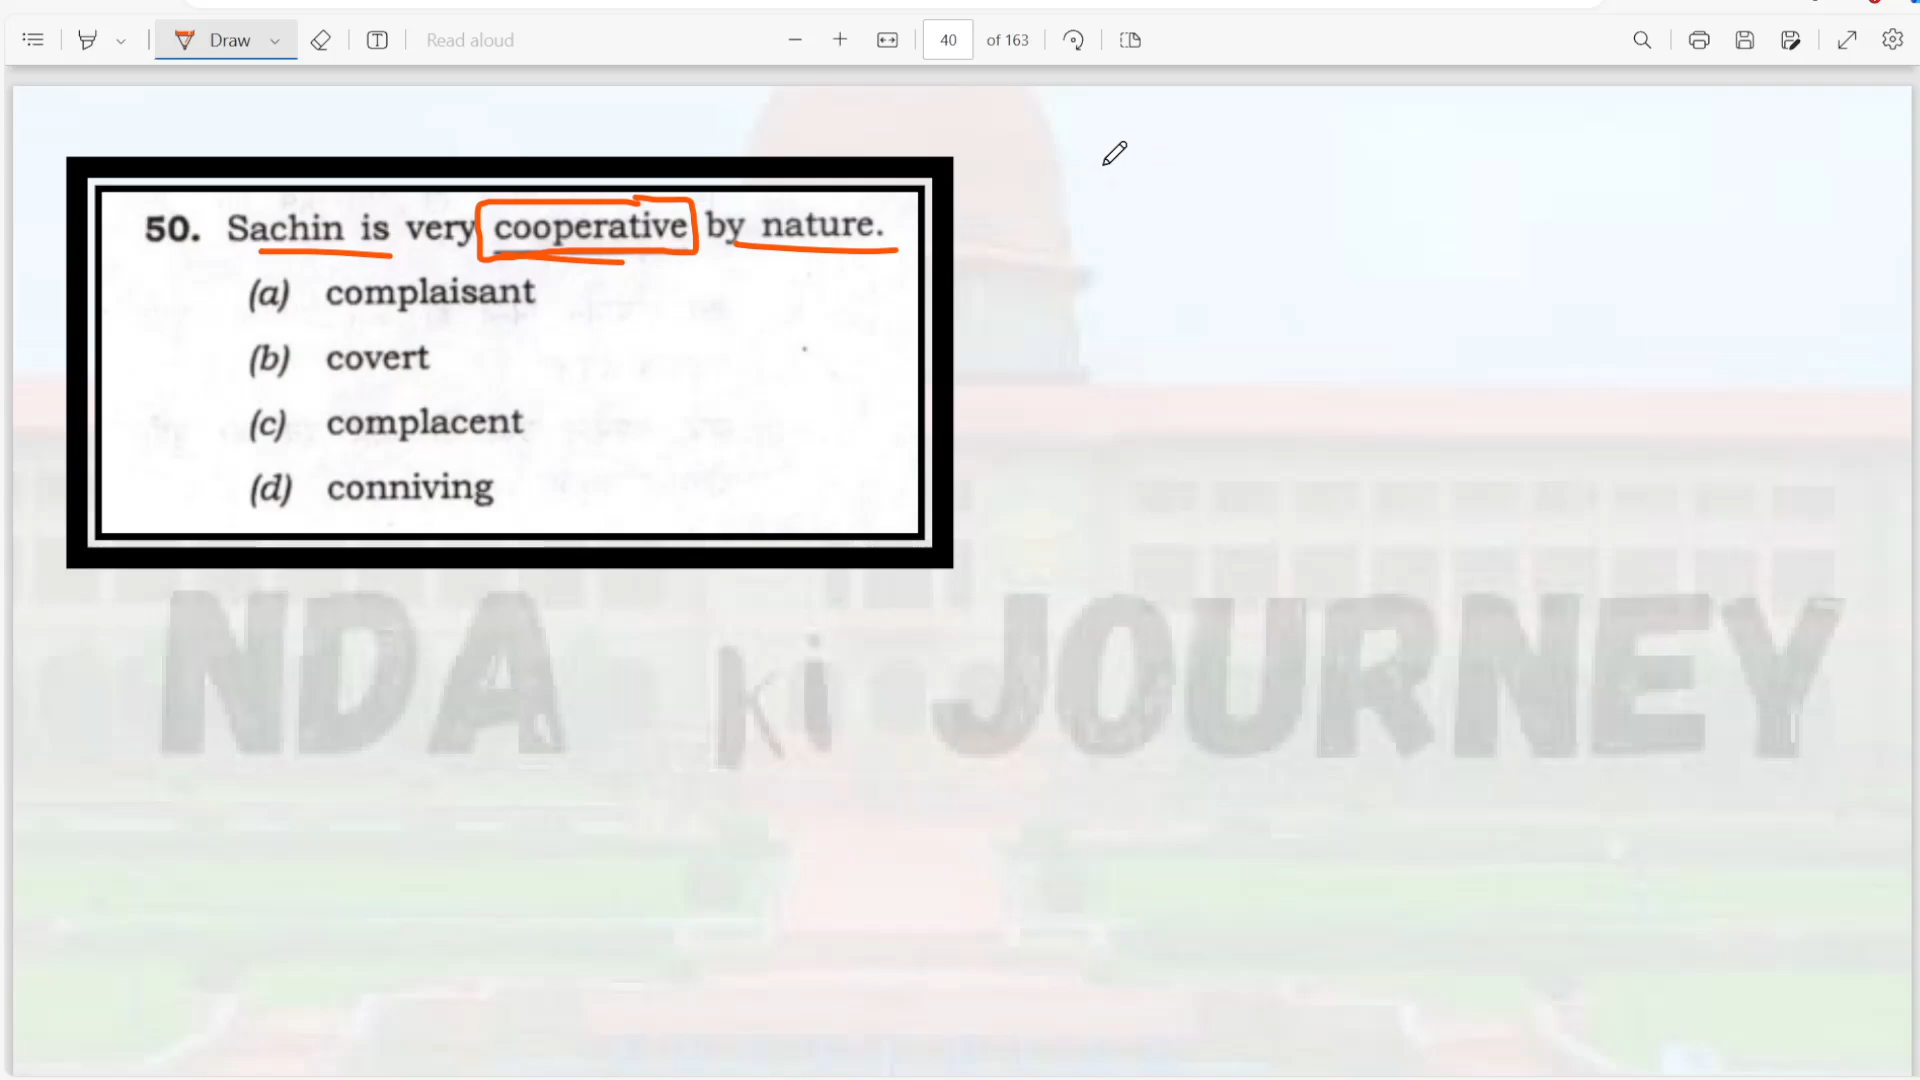 Draw
Read aloud
40 of 163
50. Sachin is very cooperative by nature.
(a) complaisant
(b) covert
(c) complacent
(d) conniving
NDA ki JOURNEY